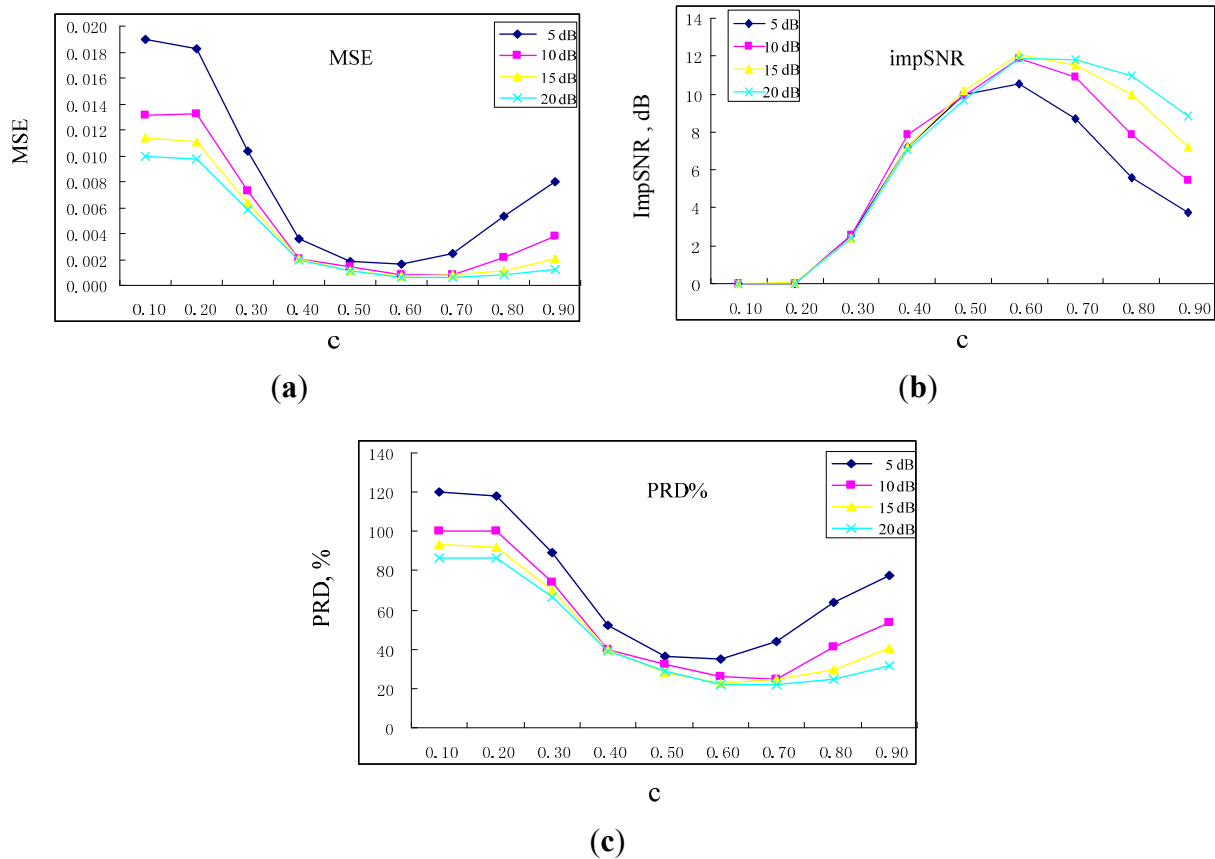 MSE
5 dB
10 dB
15 dB
20 dB
0.020
0.018
0.016
0.014
0.012
0.010
0.008
0.006
0.004
0.002
0.000
MSE
0.10 0.20 0.30 0.40 0.50 0.60 0.70 0.80 0.90
c
(a)
impSNR
5 dB
10 dB
15 dB
20 dB
14
12
10
8
6
4
2
0
ImpSNR , dB
0.10 0.20 0.30 0.40 0.50 0.60 0.70 0.80 0.90
c
(b)
PRD%
5 dB
10 dB
15 dB
20 dB
140
120
100
80
60
40
20
0
PRD, %
0.10 0.20 0.30 0.40 0.50 0.60 0.70 0.80 0.90
c
(c)